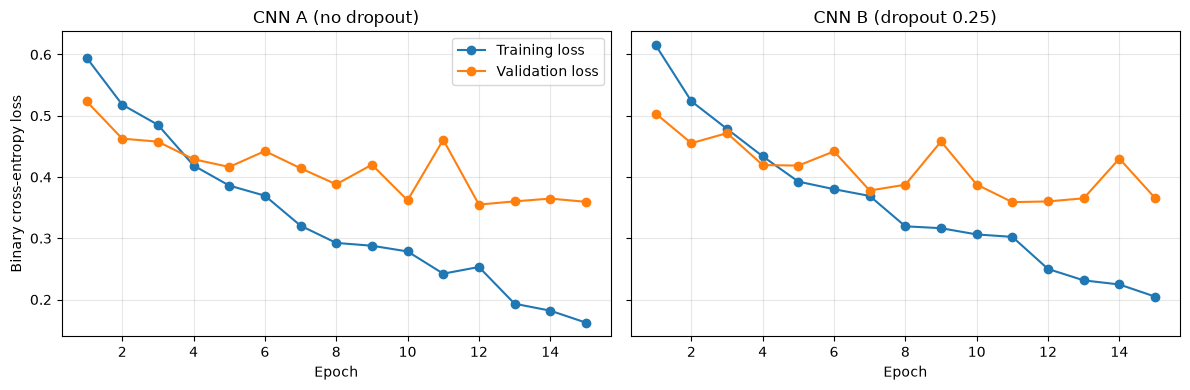 CNN A (no dropout)
CNN B (dropout 0.25)
Training loss
Validation loss
Binary cross-entropy loss
0.6
0.5
0.4
0.3
0.2
2 4 6 8 10 12 14
2 4 6 8 10 12 14
Epoch
Epoch